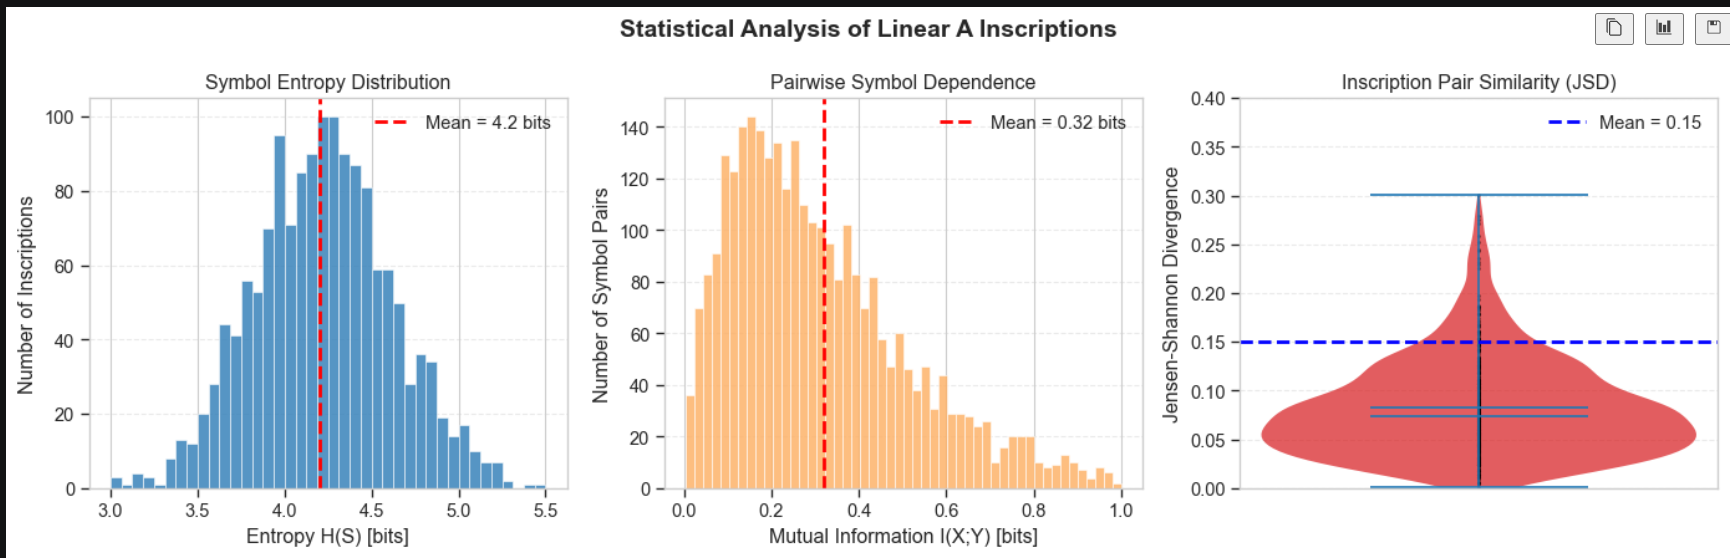 Statistical Analysis of Linear A Inscriptions
Symbol Entropy Distribution
Mean = 4.2 bits
Number of Inscriptions
100
80
60
40
20
0
3.0 3.5 4.0 4.5 5.0 5.5
Entropy H(S) [bits]
Pairwise Symbol Dependence
Mean = 0.32 bits
Number of Symbol Pairs
140
120
100
80
60
40
20
0
0.0 0.2 0.4 0.6 0.8 1.0
Mutual Information I(X;Y) [bits]
Inscription Pair Similarity (JSD)
Mean = 0.15
Jensen-Shannon Divergence
0.40
0.35
0.30
0.25
0.20
0.15
0.10
0.05
0.00